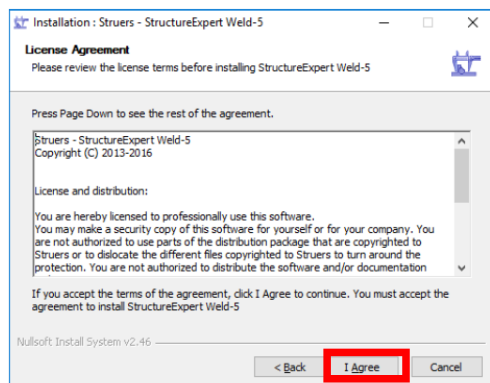 Installation : Struers - StructureExpert Weld-5
License Agreement
Please review the license terms before installing StructureExpert Weld-5
Press Page Down to see the rest of the agreement.
Struers - StructureExpert Weld-5
Copyright (C) 2013-2016
License and distribution:
You are hereby licensed to professionally use this software.
You may make a security copy of this software for yourself or for your company. You
are not authorized to use parts of the distribution package that are copyrighted to
Struers or to dislocate the different files copyrighted to Struers to turn around the
protection. You are not authorized to distribute the software and/or documentation
If you accept the terms of the agreement, click I Agree to continue. You must accept the
agreement to install StructureExpert Weld-5
Nullsoft Install System v2.46
< Back I Agree Cancel